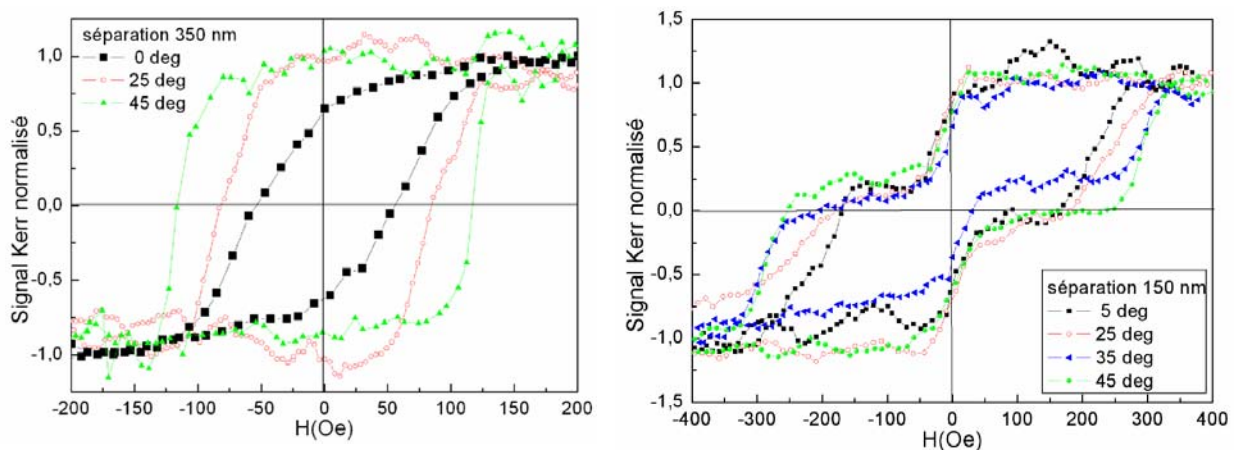 séparation 350 nm
0 deg
25 deg
45 deg
Signal Kerr normalisé
1,0
0,5
0,0
-0,5
-1,0
-200 -150 -100 -50 0 50 100 150 200
H(Oe)
Signal Kerr normalisé
1,5
1,0
0,5
0,0
-0,5
-1,0
-1,5
séparation 150 nm
5 deg
25 deg
35 deg
45 deg
-400 -300 -200 -100 0 100 200 300 400
H(Oe)